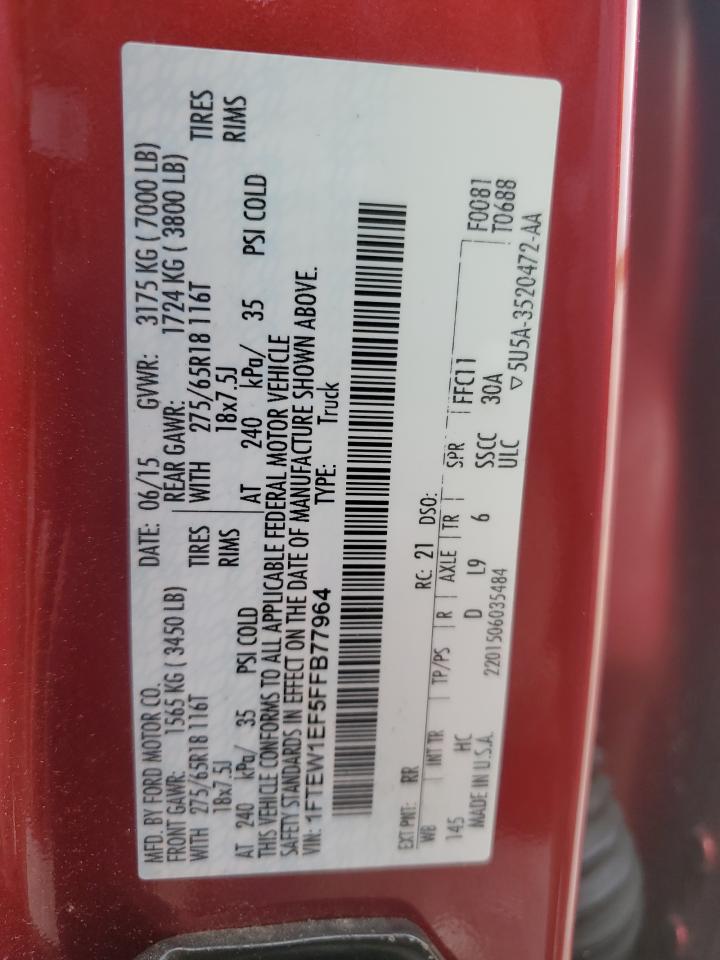 MFD. BY FORD MOTOR CO.
DATE: 06/15 GVWR: 3175 KG ( 7000 LB)
FRONT GAWR: 1565 KG ( 3450 LB)
REAR GAWR: 1724 KG ( 3800 LB)
WITH 275/65R18 116T TIRES
WITH 275/65R18 116T TIRES
18x7.5J RIMS
18x7.5J RIMS
AT 240 kPa/ 35 PSI COLD
AT 240 kPa/ 35 PSI COLD
THIS VEHICLE CONFORMS TO ALL APPLICABLE FEDERAL MOTOR VEHICLE
SAFETY STANDARDS IN EFFECT ON THE DATE OF MANUFACTURE SHOWN ABOVE.
VIN: 1FTEW1EF5FFB77964 TYPE: Truck
EXT PNT: RR RC: 21 DSO: F0081
WB INT TR TP/PS R AXLE TR SPR FFC11 T0688
145 HC D L9 6 SSCC 30A
MADE IN U.S.A. 2201506035484 ULC ▽5U5A-3520472-AA